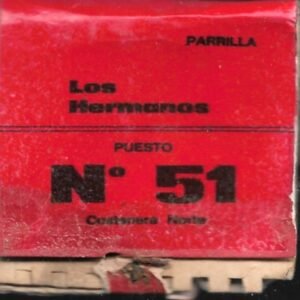 PARRILLA
Los
Hermanos
PUESTO
N° 51
Costanera Norte